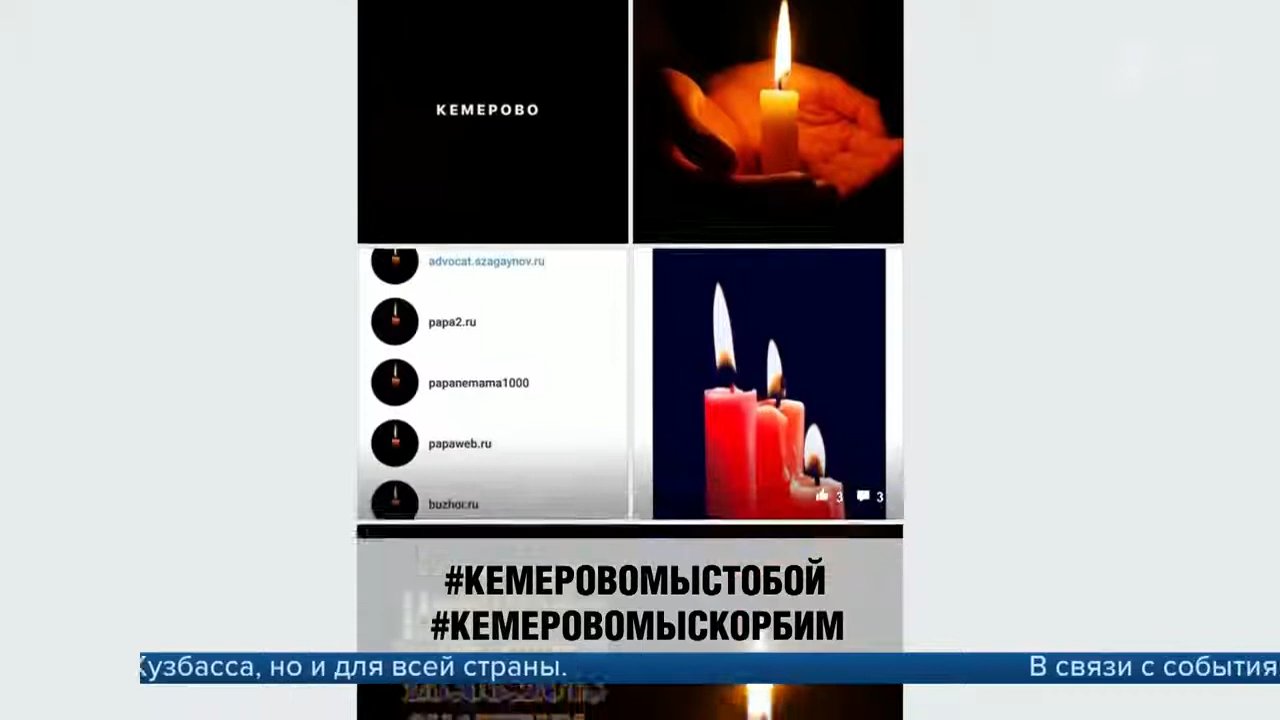 КЕМЕРОВО
advocat.szagaynov.ru
papa2.ru
papanemama1000
papaweb.ru
buzhor.ru
3 3
#КЕМЕРОВОМЫСТОБОЙ
#КЕМЕРОВОМЫСКОРБИМ
Кузбасса, но и для всей страны. В связи с события